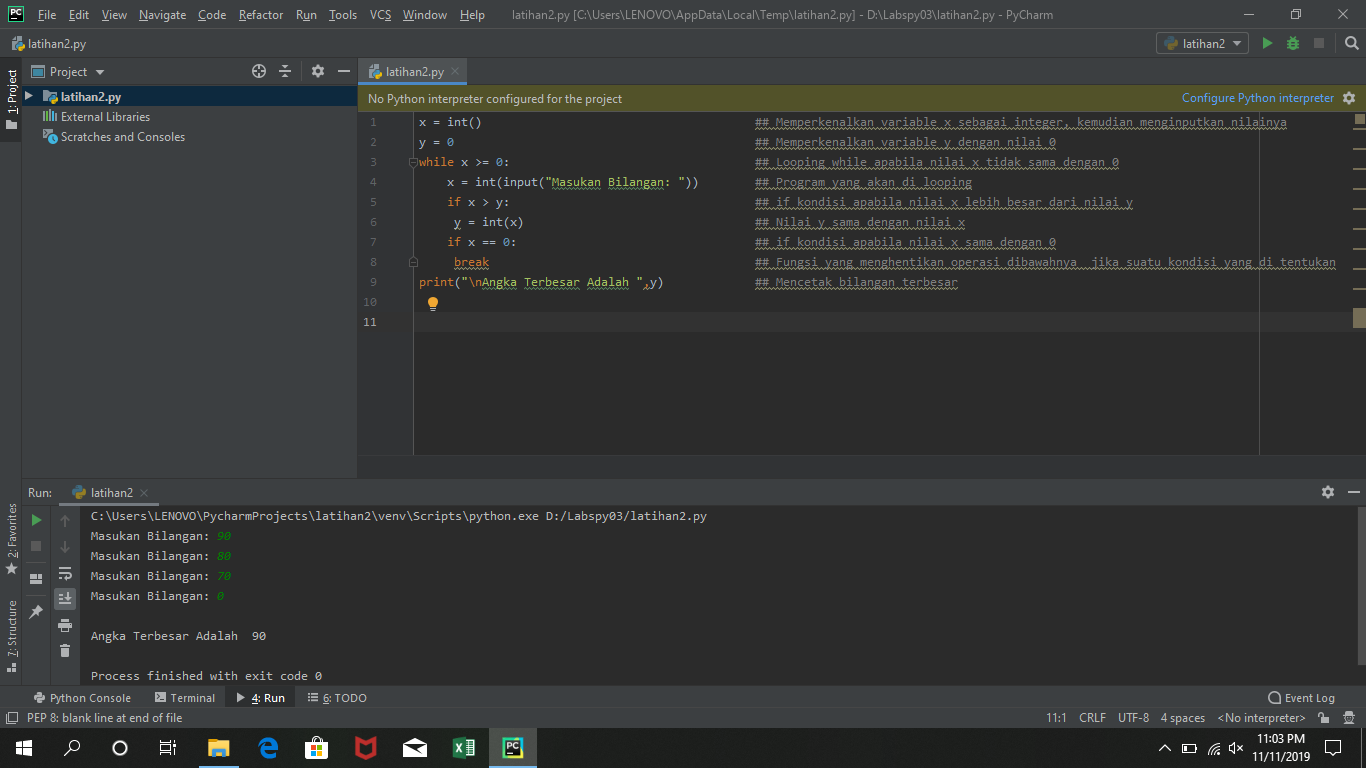 PC File Edit View Navigate Code Refactor Run Tools VCS Window Help latihan2.py [C:\Users\LENOVO\AppData\Local\Temp\latihan2.py] - D:\Labspy03\latihan2.py - PyCharm
latihan2.py latihan2
1: Project
Project
latihan2.py
External Libraries
Scratches and Consoles
latihan2.py
No Python interpreter configured for the project Configure Python interpreter
1 x = int() ## Memperkenalkan variable x sebagai integer, kemudian menginputkan nilainya
2 y = 0 ## Memperkenalkan variable y dengan nilai 0
3 while x >= 0: ## Looping while apabila nilai x tidak sama dengan 0
4 x = int(input("Masukan Bilangan: ")) ## Program yang akan di looping
5 if x > y: ## if kondisi apabila nilai x lebih besar dari nilai y
6 y = int(x) ## Nilai y sama dengan nilai x
7 if x == 0: ## if kondisi apabila nilai x sama dengan 0
8 break ## Fungsi yang menghentikan operasi dibawahnya jika suatu kondisi yang di tentukan
9 print("\nAngka Terbesar Adalah ",y) ## Mencetak bilangan terbesar
10
11
Run: latihan2
2: Favorites
7: Structure
C:\Users\LENOVO\PycharmProjects\latihan2\venv\Scripts\python.exe D:/Labspy03/latihan2.py
Masukan Bilangan: 90
Masukan Bilangan: 80
Masukan Bilangan: 70
Masukan Bilangan: 0
Angka Terbesar Adalah  90
Process finished with exit code 0
Python Console Terminal 4: Run 6: TODO Event Log
PEP 8: blank line at end of file 11:1 CRLF UTF-8 4 spaces <No interpreter>
PC 11:03 PM
11/11/2019